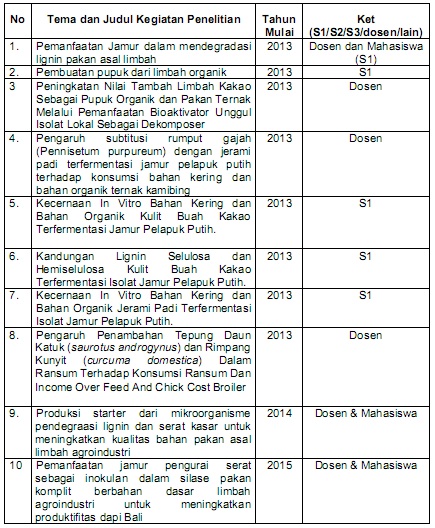 No Tema dan Judul Kegiatan Penelitian Tahun Mulai Ket (S1/S2/S3/dosen/lain)
1. Pemanfaatan Jamur dalam mendegradasi 2013 Dosen dan Mahasiswa
lignin pakan asal limbah (S1)
2. Pembuatan pupuk dari limbah organik 2013 S1
3 Peningkatan Nilai Tambah Limbah Kakao 2013 Dosen
Sebagai Pupuk Organik dan Pakan Ternak
Melalui Pemanfaatan Bioaktivator Unggul
Isolat Lokal Sebagai Dekomposer
4. Pengaruh subtitusi rumput gajah 2013 Dosen
(Pennisetum purpureum) dengan jerami
padi terfermentasi jamur pelapuk putih
terhadap konsumsi bahan kering dan
bahan organik ternak kamibing
5. Kecernaan In Vitro Bahan Kering dan 2013 S1
Bahan Organik Kulit Buah Kakao
Terfermentasi Jamur Pelapuk Putih.
6. Kandungan Lignin Selulosa dan 2013 S1
Hemiselulosa Kulit Buah Kakao
Terfermentasi Isolat Jamur Pelapuk Putih.
7. Kecernaan In Vitro Bahan Kering dan 2013 S1
Bahan Organik Jerami Padi Terfermentasi
Isolat Jamur Pelapuk Putih.
8. Pengaruh Penambahan Tepung Daun 2013 Dosen
Katuk (saurotus androgynus) dan Rimpang
Kunyit (curcuma domestica) Dalam
Ransum Terhadap Konsumsi Ransum Dan
Income Over Feed And Chick Cost Broiler
9. Produksi starter dari mikroorganisme 2014 Dosen & Mahasiswa
pendegraasi lignin dan serat kasar untuk
meningkatkan kualitas bahan pakan asal
limbah agroindustri
10 Pemanfaatan jamur pengurai serat 2015 Dosen & Mahasiswa
sebagai inokulan dalam silase pakan
komplit berbahan dasar limbah
agroindustri untuk meningkatkan
produktifitas dapi Bali